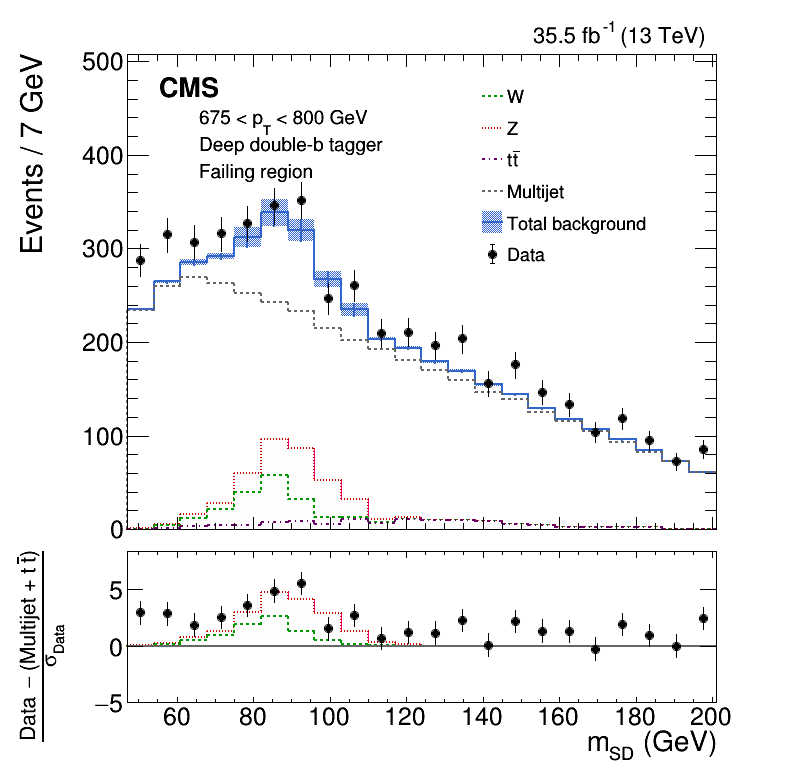 35.5 fb⁻¹ (13 TeV)
Events / 7 GeV
500
400
300
200
100
0
CMS
675 < p_T < 800 GeV
Deep double-b tagger
Failing region
W
Z
tt̄
Multijet
Total background
Data
Data − (Multijet + tt̄)
σ_Data
5
0
−5
60 80 100 120 140 160 180 200
m_SD (GeV)